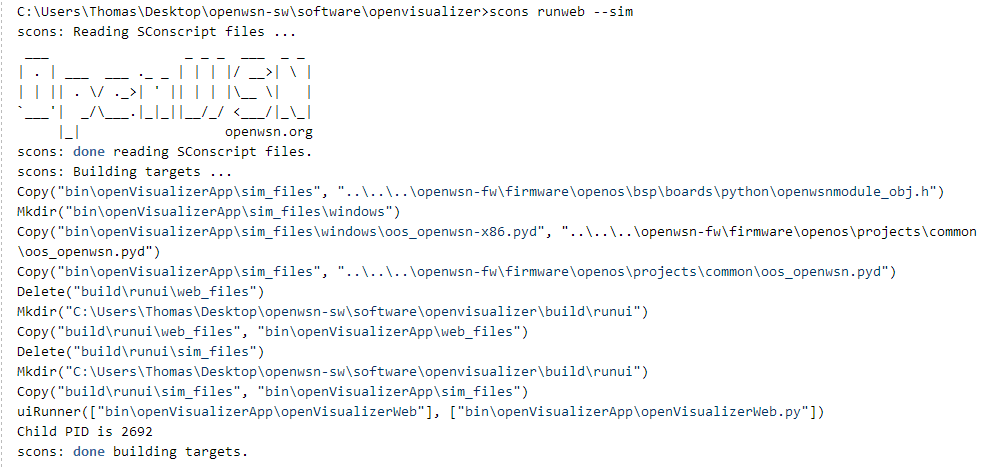 C:\Users\Thomas\Desktop\openwsn-sw\software\openvisualizer>scons runweb --sim
scons: Reading SConscript files ...
 ___                 _ _ _  ___  _ _
| . | ___  ___ ._ _ | | | |/ __>| \ |
| | || . \/ ._>| ' || | | |\__ \|   |
`___'|  _/\___.|_|_||__/_/ <___/|_\_|
     |_|                  openwsn.org
scons: done reading SConscript files.
scons: Building targets ...
Copy("bin\openVisualizerApp\sim_files", "..\..\..\openwsn-fw\firmware\openos\bsp\boards\python\openwsnmodule_obj.h")
Mkdir("bin\openVisualizerApp\sim_files\windows")
Copy("bin\openVisualizerApp\sim_files\windows\oos_openwsn-x86.pyd", "..\..\..\openwsn-fw\firmware\openos\projects\common
\oos_openwsn.pyd")
Copy("bin\openVisualizerApp\sim_files", "..\..\..\openwsn-fw\firmware\openos\projects\common\oos_openwsn.pyd")
Delete("build\runui\web_files")
Mkdir("C:\Users\Thomas\Desktop\openwsn-sw\software\openvisualizer\build\runui")
Copy("build\runui\web_files", "bin\openVisualizerApp\web_files")
Delete("build\runui\sim_files")
Mkdir("C:\Users\Thomas\Desktop\openwsn-sw\software\openvisualizer\build\runui")
Copy("build\runui\sim_files", "bin\openVisualizerApp\sim_files")
uiRunner(["bin\openVisualizerApp\openVisualizerWeb"], ["bin\openVisualizerApp\openVisualizerWeb.py"])
Child PID is 2692
scons: done building targets.